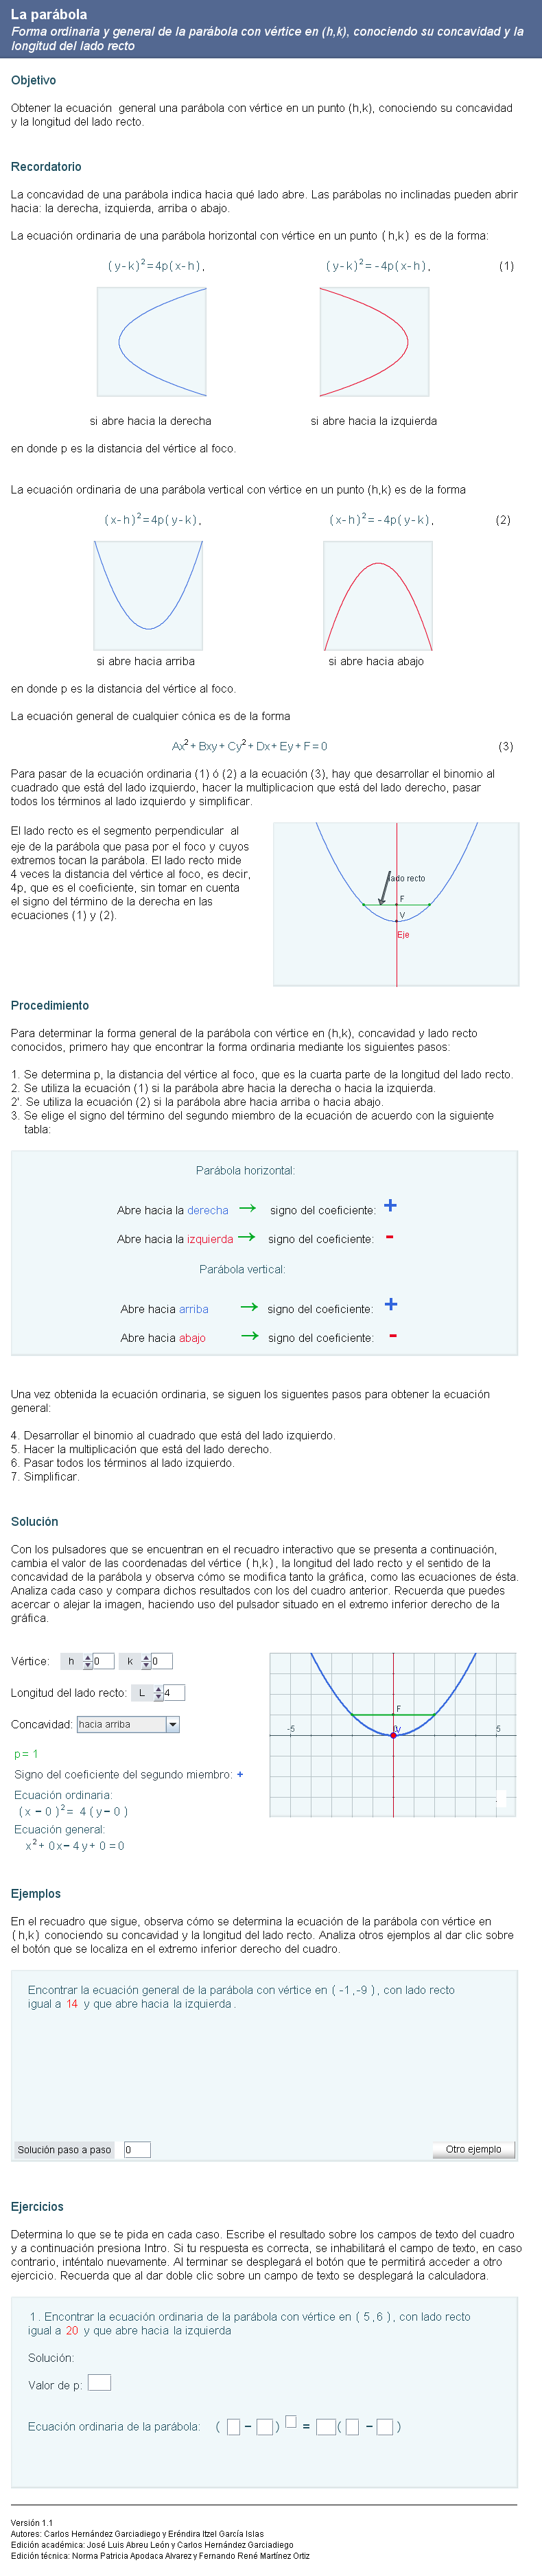 La parábola
Forma ordinaria y general de la parábola con vértice en (h,k), conociendo su concavidad y la
longitud del lado recto
Objetivo
Obtener la ecuación general una parábola con vértice en un punto (h,k), conociendo su concavidad
y la longitud del lado recto.
Recordatorio
La concavidad de una parábola indica hacia qué lado abre. Las parábolas no inclinadas pueden abrir
hacia: la derecha, izquierda, arriba o abajo.
La ecuación ordinaria de una parábola horizontal con vértice en un punto (h,k) es de la forma:
(y-k)²=4p(x-h), (y-k)²=-4p(x-h), (1)
si abre hacia la derecha si abre hacia la izquierda
en donde p es la distancia del vértice al foco.
La ecuación ordinaria de una parábola vertical con vértice en un punto (h,k) es de la forma
(x-h)²=4p(y-k), (x-h)²=-4p(y-k), (2)
si abre hacia arriba si abre hacia abajo
en donde p es la distancia del vértice al foco.
La ecuación general de cualquier cónica es de la forma
Ax²+Bxy+Cy²+Dx+Ey+F=0 (3)
Para pasar de la ecuación ordinaria (1) ó (2) a la ecuación (3), hay que desarrollar el binomio al
cuadrado que está del lado izquierdo, hacer la multiplicacion que está del lado derecho, pasar
todos los términos al lado izquierdo y simplificar.
El lado recto es el segmento perpendicular al
eje de la parábola que pasa por el foco y cuyos
extremos tocan la parábola. El lado recto mide
4 veces la distancia del vértice al foco, es decir,
4p, que es el coeficiente, sin tomar en cuenta
el signo del término de la derecha en las
ecuaciones (1) y (2).
lado recto
F
V
Eje
Procedimiento
Para determinar la forma general de la parábola con vértice en (h,k), concavidad y lado recto
conocidos, primero hay que encontrar la forma ordinaria mediante los siguientes pasos:
1. Se determina p, la distancia del vértice al foco, que es la cuarta parte de la longitud del lado recto.
2. Se utiliza la ecuación (1) si la parábola abre hacia la derecha o hacia la izquierda.
2'. Se utiliza la ecuación (2) si la parábola abre hacia arriba o hacia abajo.
3. Se elige el signo del término del segundo miembro de la ecuación de acuerdo con la siguiente
tabla:
Parábola horizontal:
Abre hacia la derecha → signo del coeficiente: +
Abre hacia la izquierda → signo del coeficiente: -
Parábola vertical:
Abre hacia arriba → signo del coeficiente: +
Abre hacia abajo → signo del coeficiente: -
Una vez obtenida la ecuación ordinaria, se siguen los siguentes pasos para obtener la ecuación
general:
4. Desarrollar el binomio al cuadrado que está del lado izquierdo.
5. Hacer la multiplicación que está del lado derecho.
6. Pasar todos los términos al lado izquierdo.
7. Simplificar.
Solución
Con los pulsadores que se encuentran en el recuadro interactivo que se presenta a continuación,
cambia el valor de las coordenadas del vértice (h,k), la longitud del lado recto y el sentido de la
concavidad de la parábola y observa cómo se modifica tanto la gráfica, como las ecuaciones de ésta.
Analiza cada caso y compara dichos resultados con los del cuadro anterior. Recuerda que puedes
acercar o alejar la imagen, haciendo uso del pulsador situado en el extremo inferior derecho de la
gráfica.
Vértice: h 0 k 0
Longitud del lado recto: L 4
Concavidad: hacia arriba
p= 1
Signo del coeficiente del segundo miembro: +
Ecuación ordinaria:
(x - 0)²= 4 (y- 0)
Ecuación general:
x²+ 0x- 4y+ 0 =0
F
-5 0 V 5
Ejemplos
En el recuadro que sigue, observa cómo se determina la ecuación de la parábola con vértice en
(h,k) conociendo su concavidad y la longitud del lado recto. Analiza otros ejemplos al dar clic sobre
el botón que se localiza en el extremo inferior derecho del cuadro.
Encontrar la ecuación general de la parábola con vértice en (-1,-9), con lado recto
igual a 14 y que abre hacia la izquierda.
Solución paso a paso 0 Otro ejemplo
Ejercicios
Determina lo que se te pida en cada caso. Escribe el resultado sobre los campos de texto del cuadro
y a continuación presiona Intro. Si tu respuesta es correcta, se inhabilitará el campo de texto, en caso
contrario, inténtalo nuevamente. Al terminar se desplegará el botón que te permitirá acceder a otro
ejercicio. Recuerda que al dar doble clic sobre un campo de texto se desplegará la calculadora.
1. Encontrar la ecuación ordinaria de la parábola con vértice en (5,6), con lado recto
igual a 20 y que abre hacia la izquierda
Solución:
Valor de p:
Ecuación ordinaria de la parábola: ( - ) = ( - )
Versión 1.1
Autores: Carlos Hernández Garciadiego y Eréndira Itzel García Islas
Edición académica: José Luis Abreu León y Carlos Hernández Garciadiego
Edición técnica: Norma Patricia Apodaca Alvarez y Fernando René Martínez Ortiz